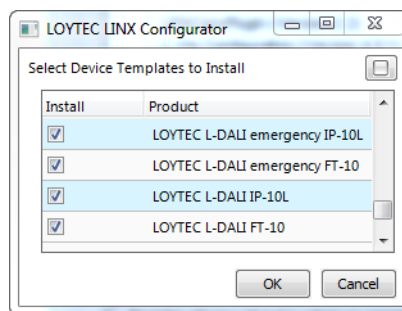 LOYTEC LINX Configurator
Select Device Templates to Install
Install Product
LOYTEC L-DALI emergency IP-10L
LOYTEC L-DALI emergency FT-10
LOYTEC L-DALI IP-10L
LOYTEC L-DALI FT-10
OK Cancel